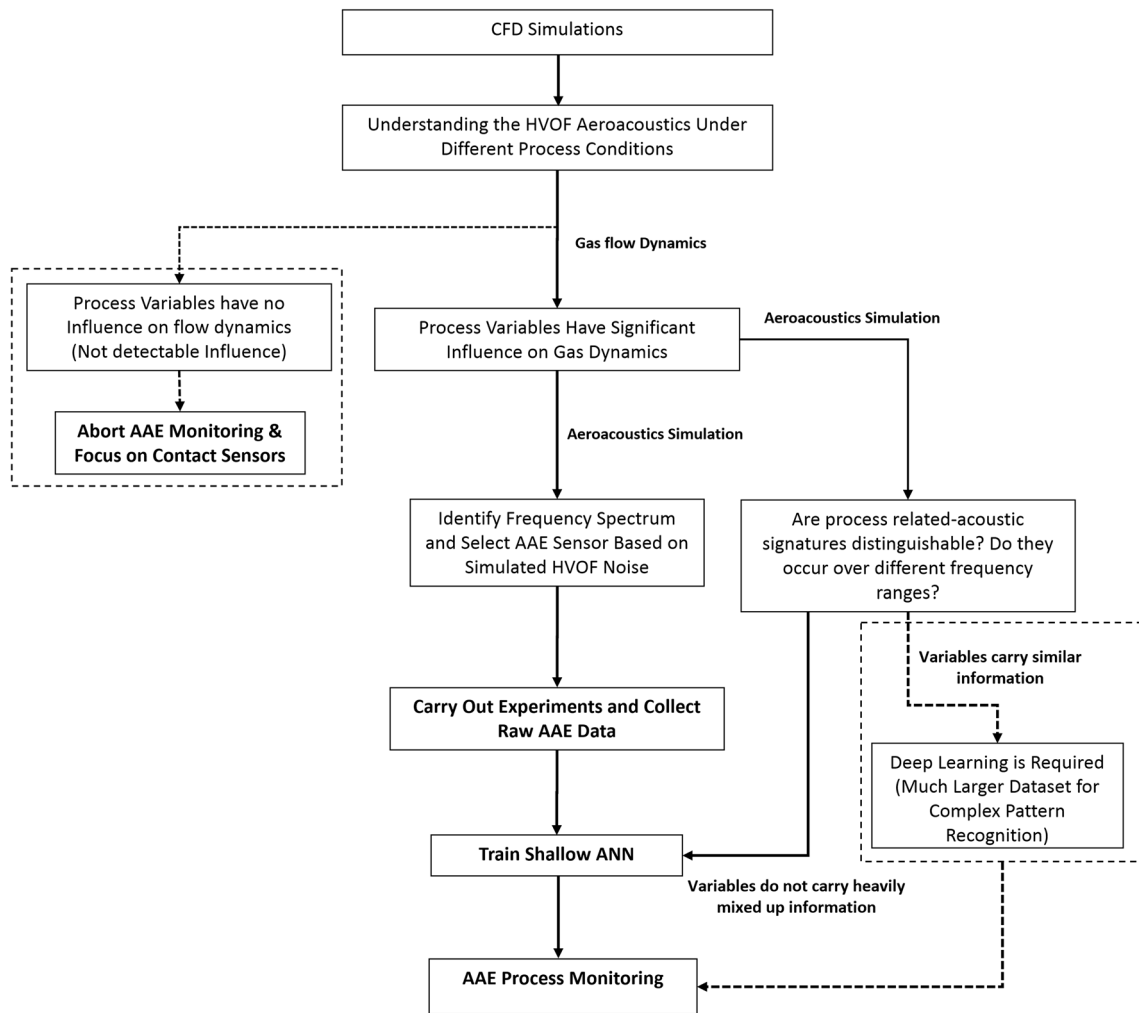 CFD Simulations
Understanding the HVOF Aeroacoustics Under
Different Process Conditions
Gas flow Dynamics
Process Variables have no
Influence on flow dynamics
(Not detectable Influence)
Process Variables Have Significant
Influence on Gas Dynamics
Aeroacoustics Simulation
Abort AAE Monitoring &
Focus on Contact Sensors
Aeroacoustics Simulation
Identify Frequency Spectrum
and Select AAE Sensor Based on
Simulated HVOF Noise
Are process related-acoustic
signatures distinguishable? Do they
occur over different frequency
ranges?
Variables carry similar
information
Carry Out Experiments and Collect
Raw AAE Data
Deep Learning is Required
(Much Larger Dataset for
Complex Pattern
Recognition)
Train Shallow ANN
Variables do not carry heavily
mixed up information
AAE Process Monitoring